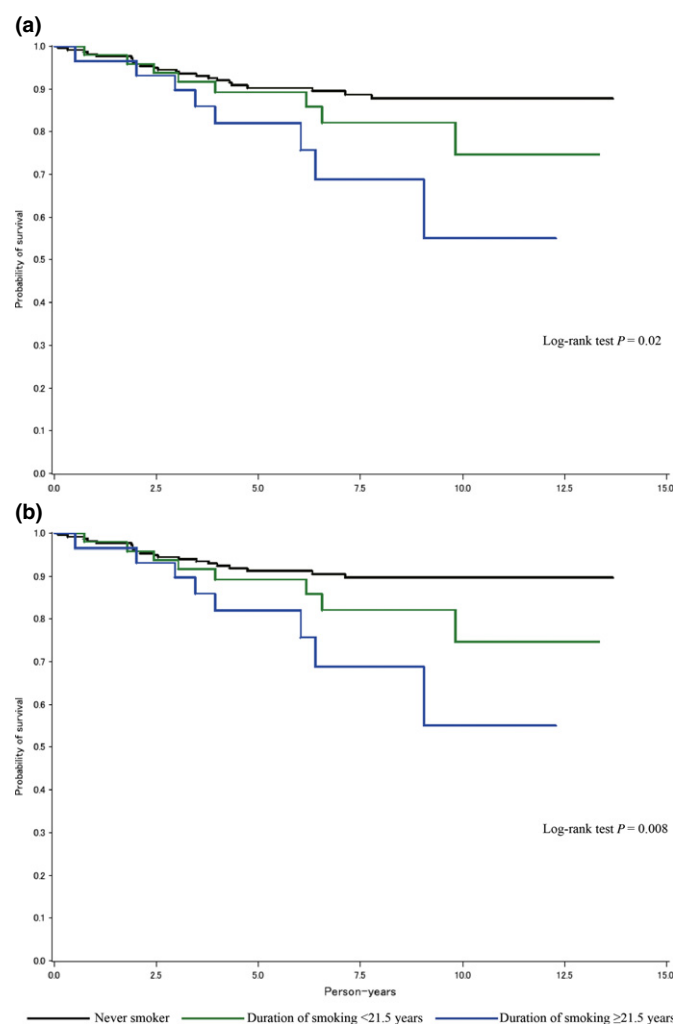 (a)
1.0
0.9
0.8
0.7
0.6
0.5
0.4
0.3
0.2
0.1
0.0
Probability of survival
Log-rank test P = 0.02
0.0 2.5 5.0 7.5 10.0 12.5 15.0
(b)
1.0
0.9
0.8
0.7
0.6
0.5
0.4
0.3
0.2
0.1
0.0
Probability of survival
Log-rank test P = 0.008
0.0 2.5 5.0 7.5 10.0 12.5 15.0
Person-years
Never smoker Duration of smoking <21.5 years Duration of smoking ≥21.5 years